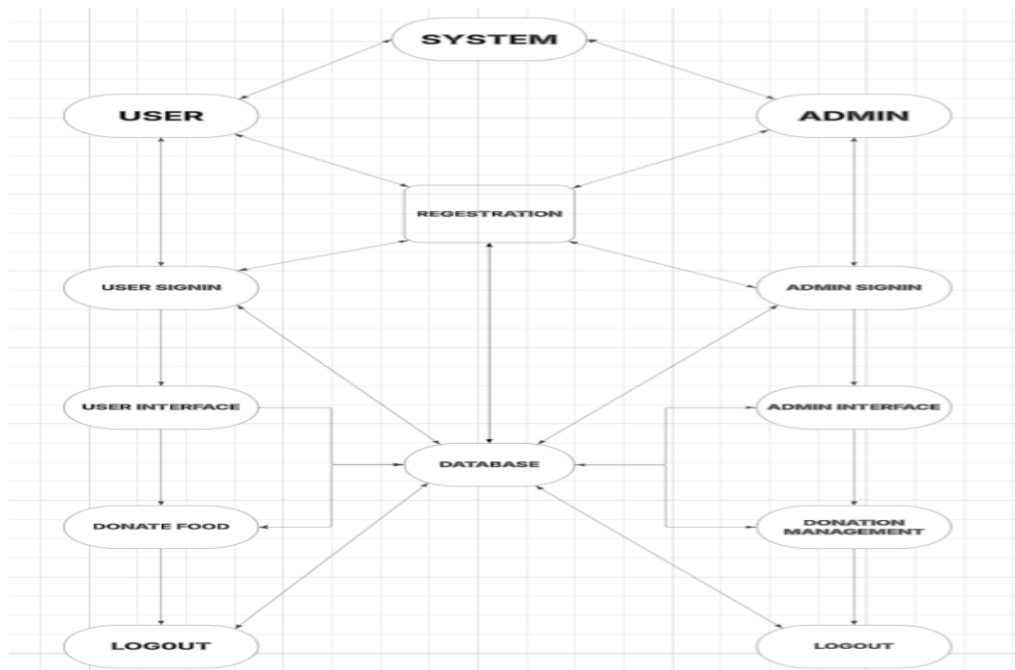 SYSTEM
USER
ADMIN
REGESTRATION
USER SIGNIN
ADMIN SIGNIN
USER INTERFACE
ADMIN INTERFACE
DATABASE
DONATE FOOD
DONATION
MANAGEMENT
LOGOUT
LOGOUT